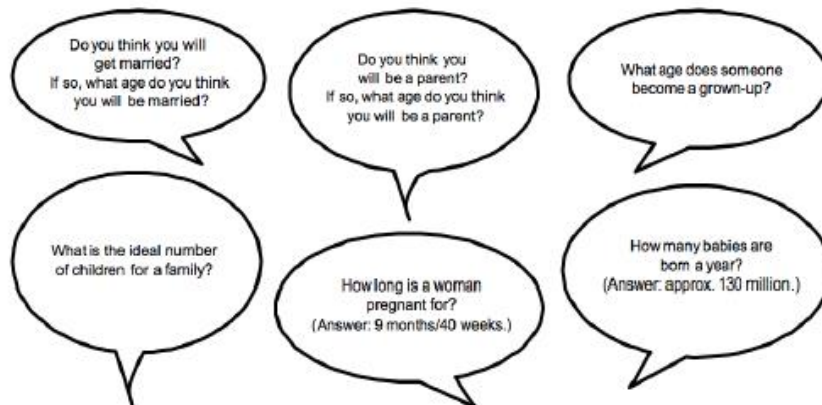 Do you think you will
get married?
If so, what age do you think
you will be married?
Do you think you
will be a parent?
If so, what age do you think
you will be a parent?
What age does someone
become a grown-up?
What is the ideal number
of children for a family?
How long is a woman
pregnant for?
(Answer: 9 months/40 weeks.)
How many babies are
born a year?
(Answer: approx. 130 million.)